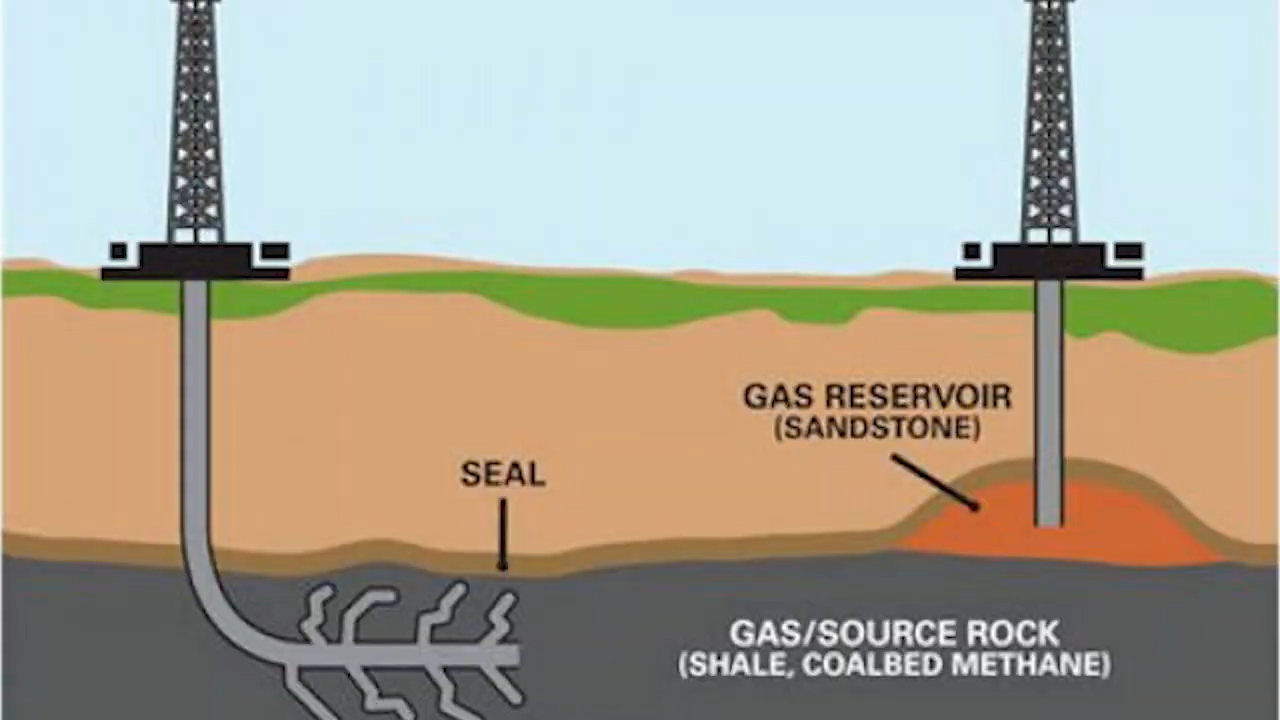 GAS RESERVOIR
(SANDSTONE)
SEAL
GAS/SOURCE ROCK
(SHALE, COALBED METHANE)